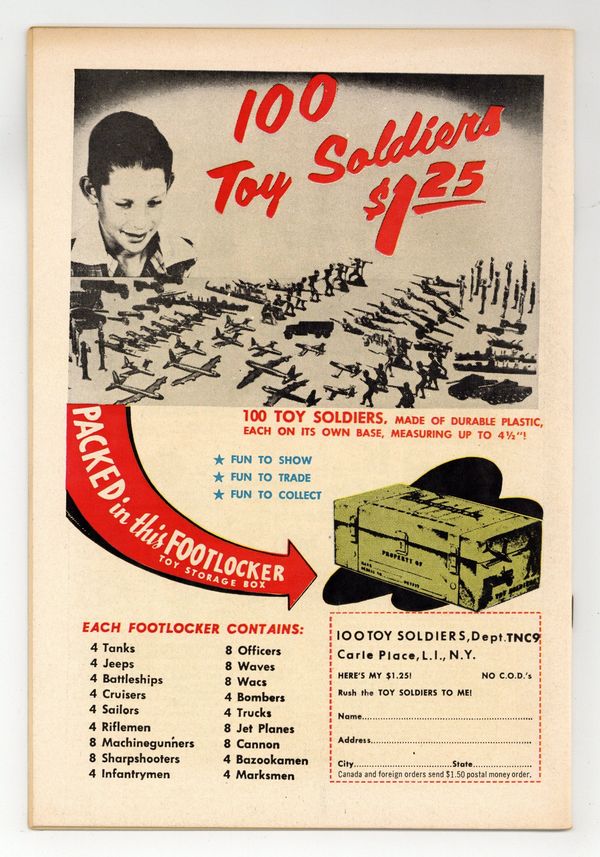 100
Toy Soldiers
$1.25
100 TOY SOLDIERS, MADE OF DURABLE PLASTIC,
EACH ON ITS OWN BASE, MEASURING UP TO 4½"!
★ FUN TO SHOW
★ FUN TO TRADE
★ FUN TO COLLECT
PACKED in this FOOTLOCKER
TOY STORAGE BOX
PROPERTY OF
TOY SOLDIERS
EACH FOOTLOCKER CONTAINS:
4 Tanks
4 Jeeps
4 Battleships
4 Cruisers
4 Sailors
4 Riflemen
8 Machinegunners
8 Sharpshooters
4 Infantrymen
8 Officers
8 Waves
8 Wacs
4 Bombers
4 Trucks
8 Jet Planes
8 Cannon
4 Bazookamen
4 Marksmen
100 TOY SOLDIERS, Dept. TNC9
Carle Place, L.I., N.Y.
HERE'S MY $1.25! NO C.O.D.'s
Rush the TOY SOLDIERS TO ME!
Name
Address
City State
Canada and foreign orders send $1.50 postal money order.